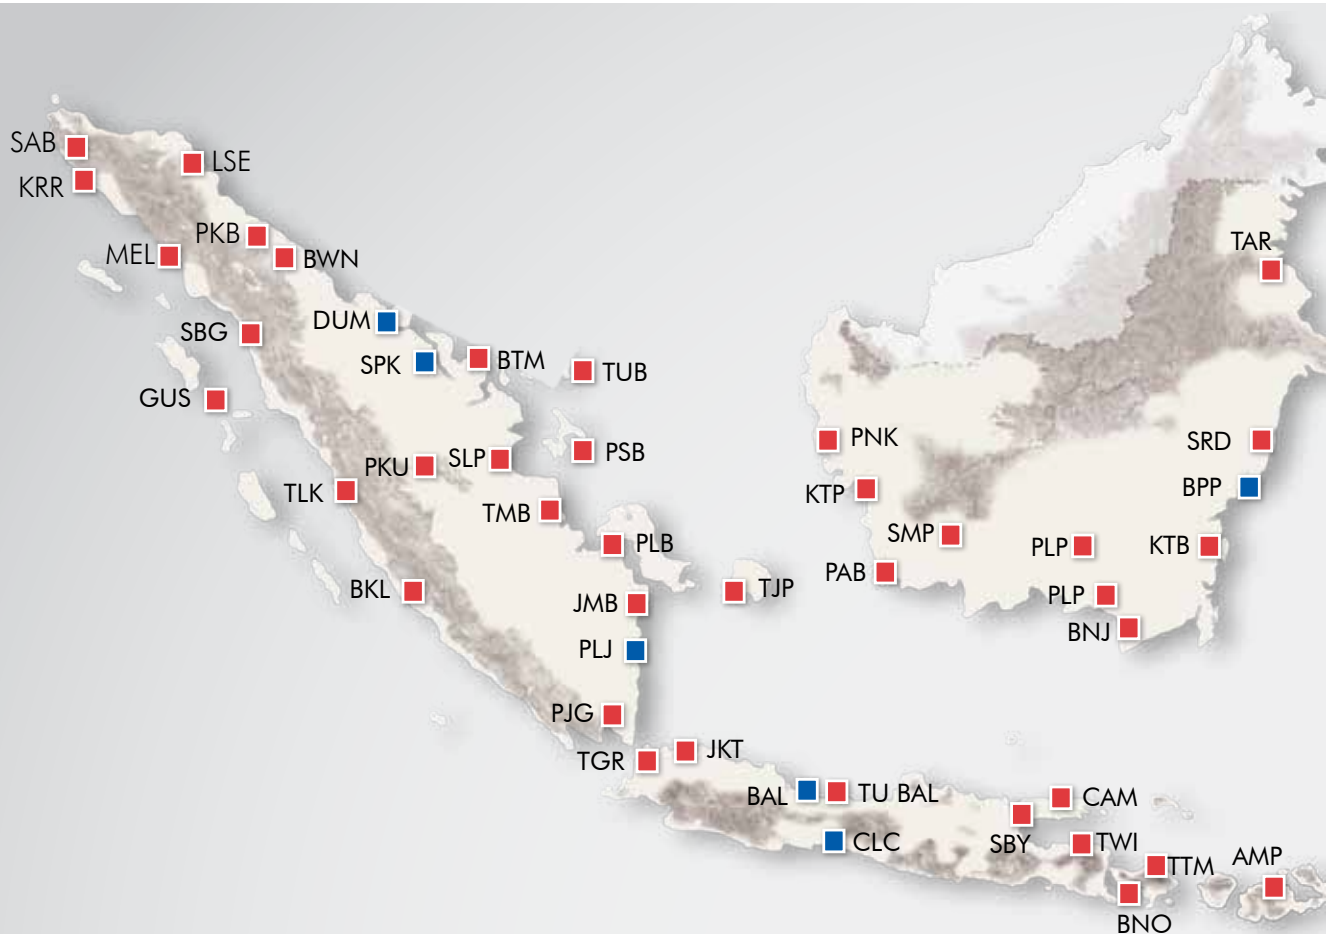 SAB
LSE
KRR
PKB
MEL
BWN
TAR
DUM
SBG
SPK
BTM
TUB
GUS
PNK
SRD
PSB
SLP
PKU
TLK
KTP
BPP
TMB
SMP
PLB
PLP
KTB
PAB
BKL
TJP
JMB
PLP
BNJ
PLJ
PJG
JKT
TGR
BAL
TU BAL
CAM
CLC
SBY
TWI
TTM
AMP
BNO